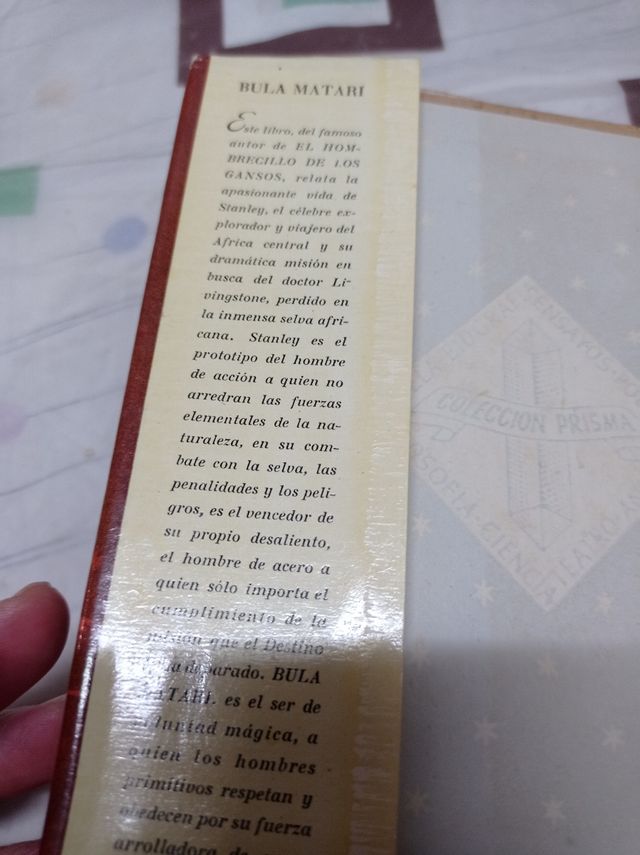 BULA MATARI
Este libro, del famoso
autor de EL HOM-
BRECILLO DE LOS
GANSOS, relata la
apasionante vida de
Stanley, el célebre ex-
plorador y viajero del
Africa central y su
dramática misión en
busca del doctor Li-
vingstone, perdido en
la inmensa selva afri-
cana. Stanley es el
prototipo del hombre
de acción a quien no
arredran las fuerzas
elementales de la na-
turaleza, en su com-
bate con la selva, las
penalidades y los peli-
gros, es el vencedor de
su propio desaliento,
el hombre de acero a
quien sólo importa el
cumplimiento de la
misión que el Destino
ha deparado. BULA
MATARI es el ser de
voluntad mágica, a
quien los hombres
primitivos respetan y
obedecen por su fuerza
arrolladora de
COLECCION PRISMA
ENSAYOS
CIENCIA